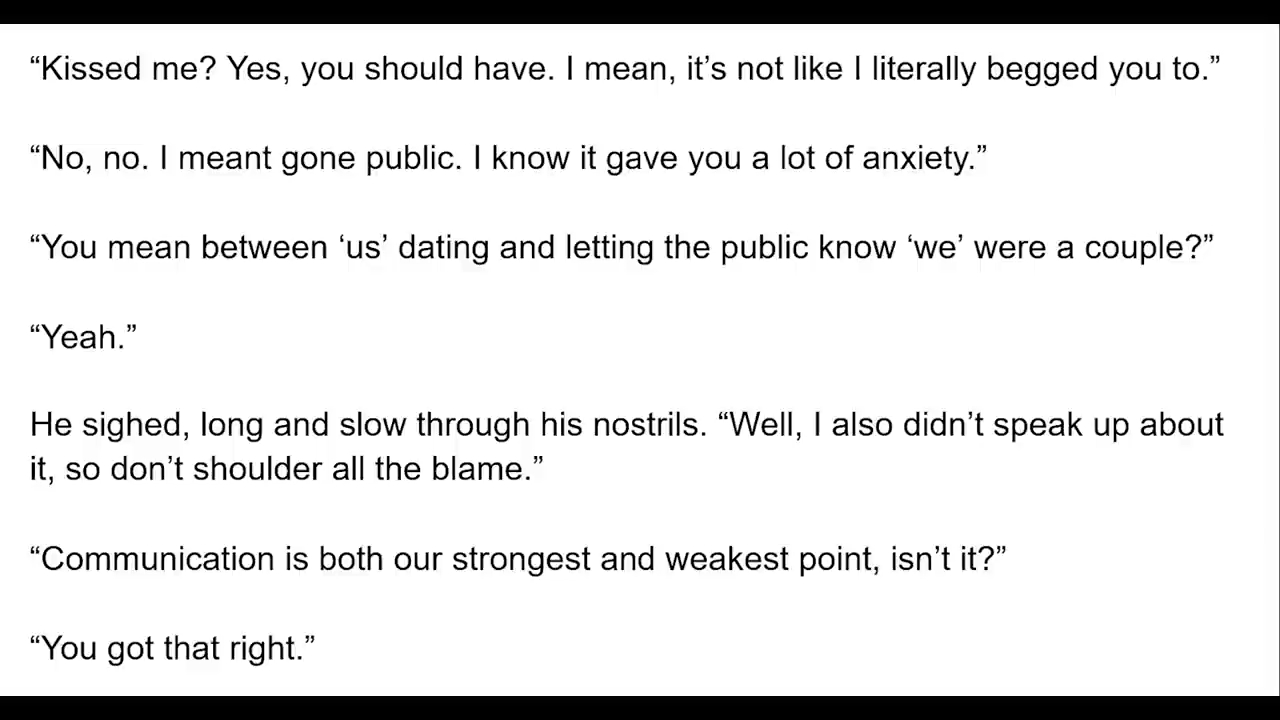 “Kissed me? Yes, you should have. I mean, it’s not like I literally begged you to.”
“No, no. I meant gone public. I know it gave you a lot of anxiety.”
“You mean between ‘us’ dating and letting the public know ‘we’ were a couple?”
“Yeah.”
He sighed, long and slow through his nostrils. “Well, I also didn’t speak up about
it, so don’t shoulder all the blame.”
“Communication is both our strongest and weakest point, isn’t it?”
“You got that right.”